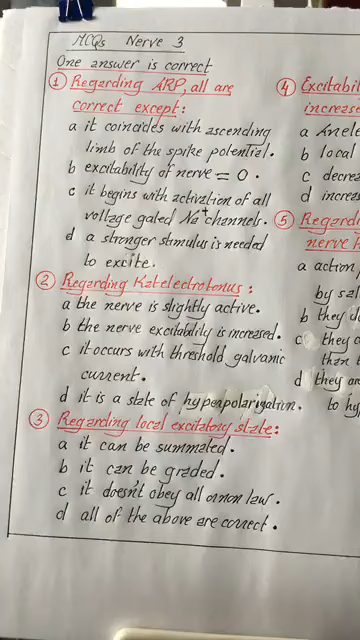 MCQs Nerve 3
One answer is correct
① Regarding ARP, all are
correct except:
a it coincides with ascending
limb of the spike potential.
b excitability of nerve = 0.
c it begins with activation of all
voltage gated Na+ channels.
d a stronger stimulus is needed
to excite.
② Regarding Katelectrotonus:
a the nerve is slightly active.
b the nerve excitability is increased.
c it occurs with threshold galvanic
current.
d it is a state of hyperpolarization.
③ Regarding local excitatory state:
a it can be summated.
b it can be graded.
c it doesn't obey all or non law.
d all of the above are correct.
④ Excitabil
increase
a Anele
b local
c decre
d increas
⑤ Regard
nerve
a action
by sal
b they d
c they
than
d they ar
to hy